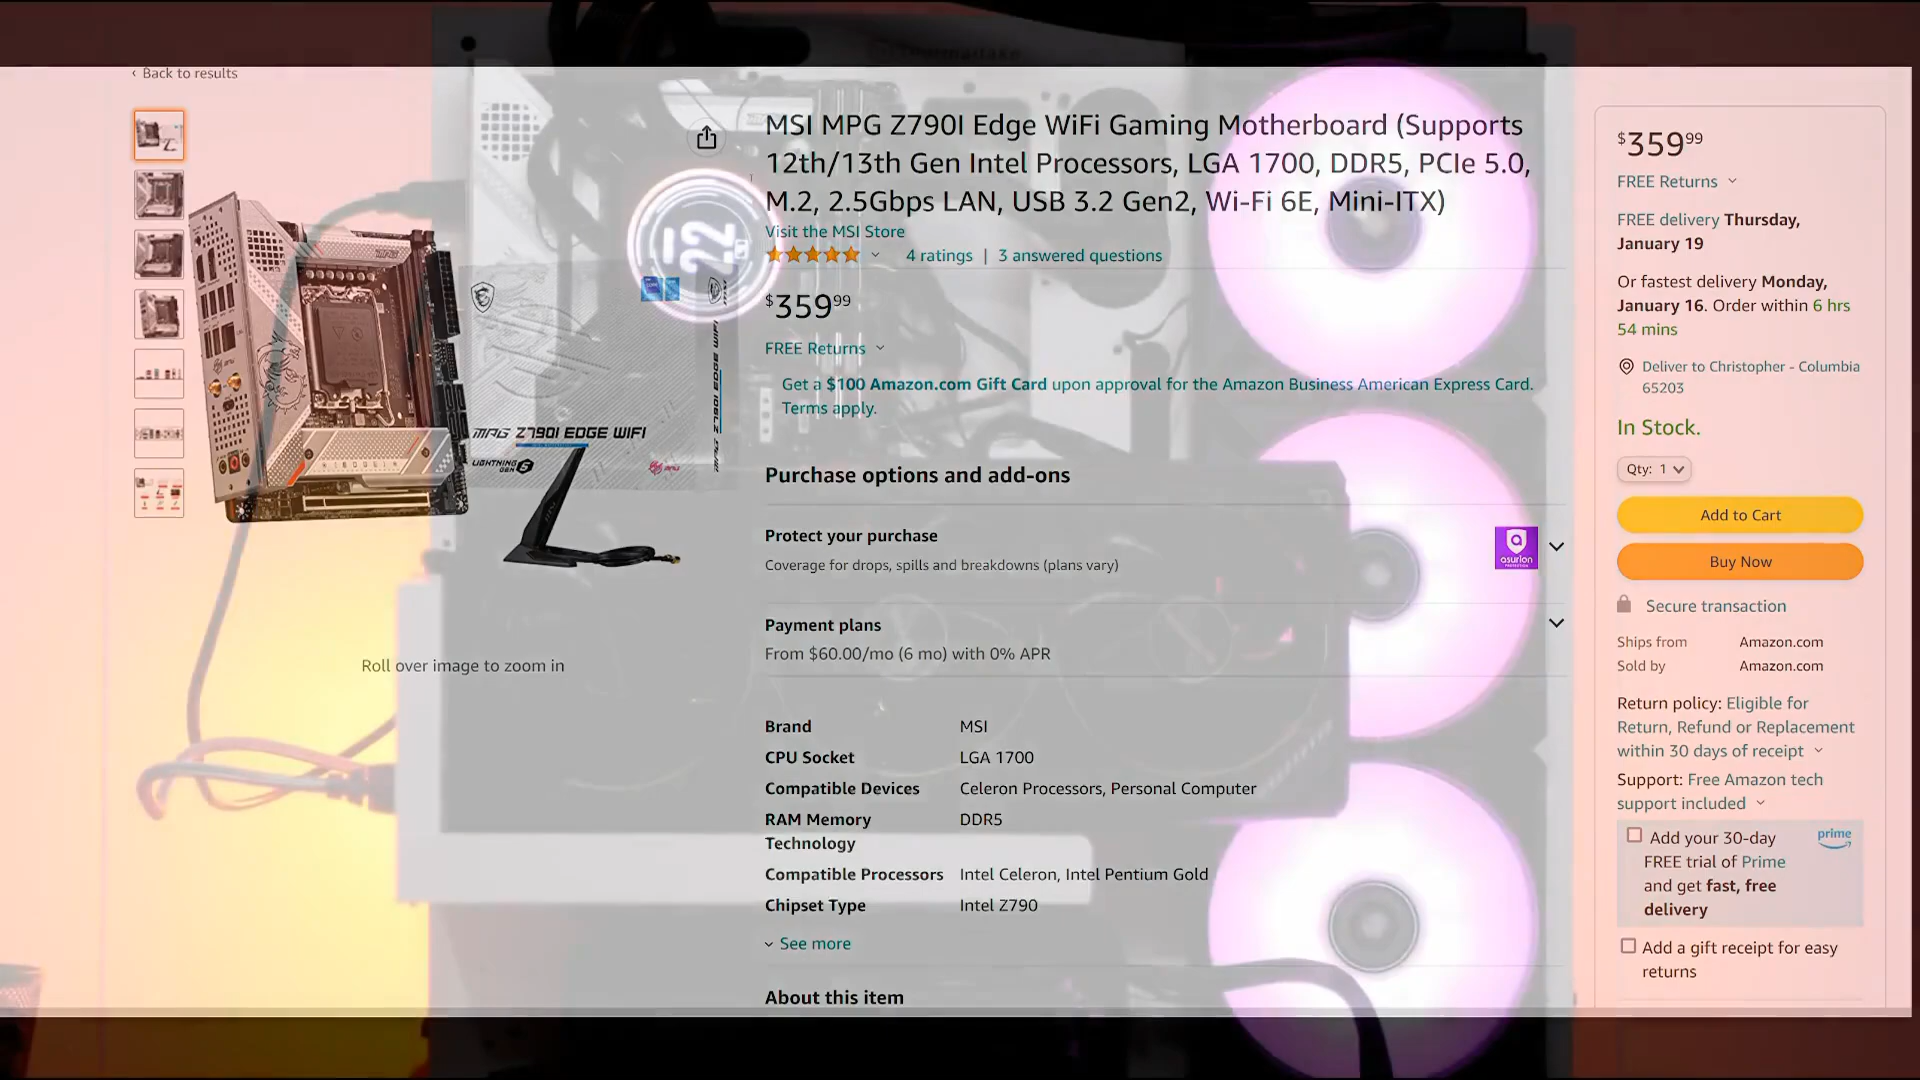 ‹ Back to results
MSI MPG Z790I Edge WiFi Gaming Motherboard (Supports
12th/13th Gen Intel Processors, LGA 1700, DDR5, PCIe 5.0,
M.2, 2.5Gbps LAN, USB 3.2 Gen2, Wi-Fi 6E, Mini-ITX)
Visit the MSI Store
4 ratings | 3 answered questions
$359.99
FREE Returns
Get a $100 Amazon.com Gift Card upon approval for the Amazon Business American Express Card.
Terms apply.
MPG Z790I EDGE WIFI
LIGHTNING GEN 5
Roll over image to zoom in
Purchase options and add-ons
Protect your purchase
Coverage for drops, spills and breakdowns (plans vary)
asurion
Payment plans
From $60.00/mo (6 mo) with 0% APR
Brand MSI
CPU Socket LGA 1700
Compatible Devices Celeron Processors, Personal Computer
RAM Memory DDR5
Technology
Compatible Processors Intel Celeron, Intel Pentium Gold
Chipset Type Intel Z790
See more
About this item
$359.99
FREE Returns
FREE delivery Thursday,
January 19
Or fastest delivery Monday,
January 16. Order within 6 hrs
54 mins
Deliver to Christopher - Columbia
65203
In Stock.
Qty: 1
Add to Cart
Buy Now
Secure transaction
Ships from Amazon.com
Sold by Amazon.com
Return policy: Eligible for
Return, Refund or Replacement
within 30 days of receipt
Support: Free Amazon tech
support included
Add your 30-day
prime
FREE trial of Prime
and get fast, free
delivery
Add a gift receipt for easy
returns